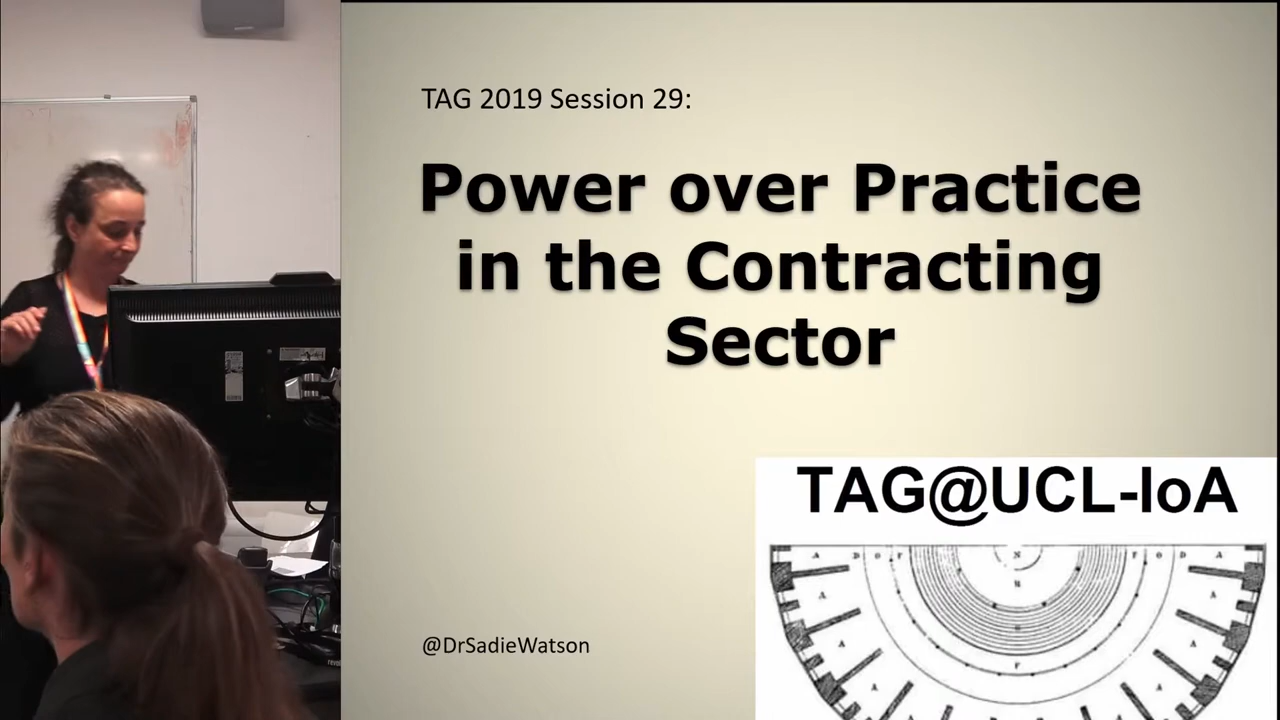 TAG 2019 Session 29:
Power over Practice
in the Contracting
Sector
TAG@UCL-IoA
A D O F N F O D A
@DrSadieWatson